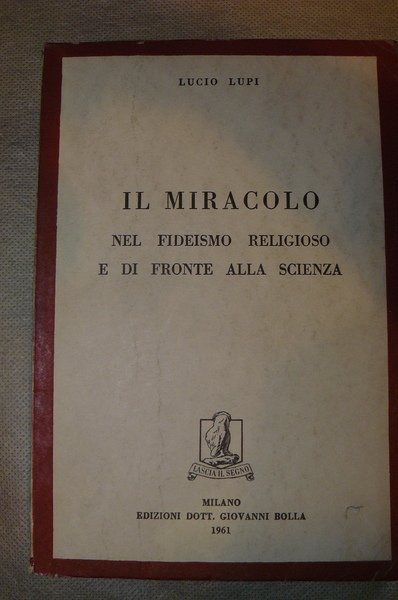 LUCIO LUPI
IL MIRACOLO
NEL FIDEISMO RELIGIOSO
E DI FRONTE ALLA SCIENZA
LASCIA IL SEGNO
MILANO
EDIZIONI DOTT. GIOVANNI BOLLA
1961